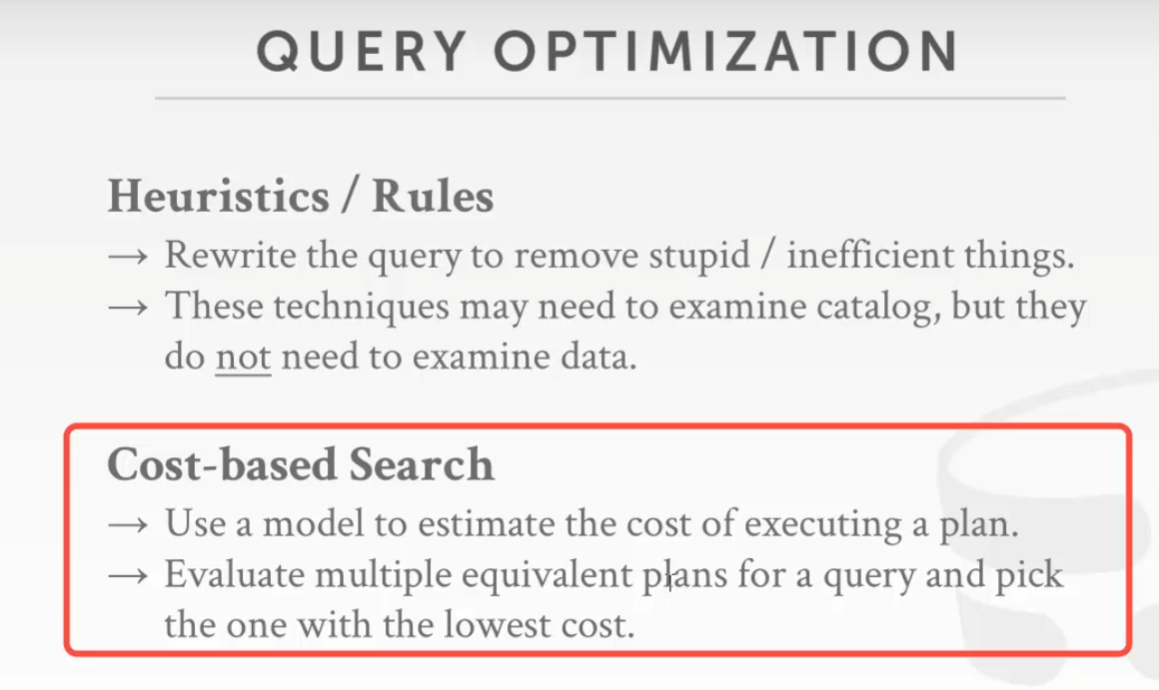 QUERY OPTIMIZATION
Heuristics / Rules
→ Rewrite the query to remove stupid / inefficient things.
→ These techniques may need to examine catalog, but they
do not need to examine data.
Cost-based Search
→ Use a model to estimate the cost of executing a plan.
→ Evaluate multiple equivalent plans for a query and pick
the one with the lowest cost.